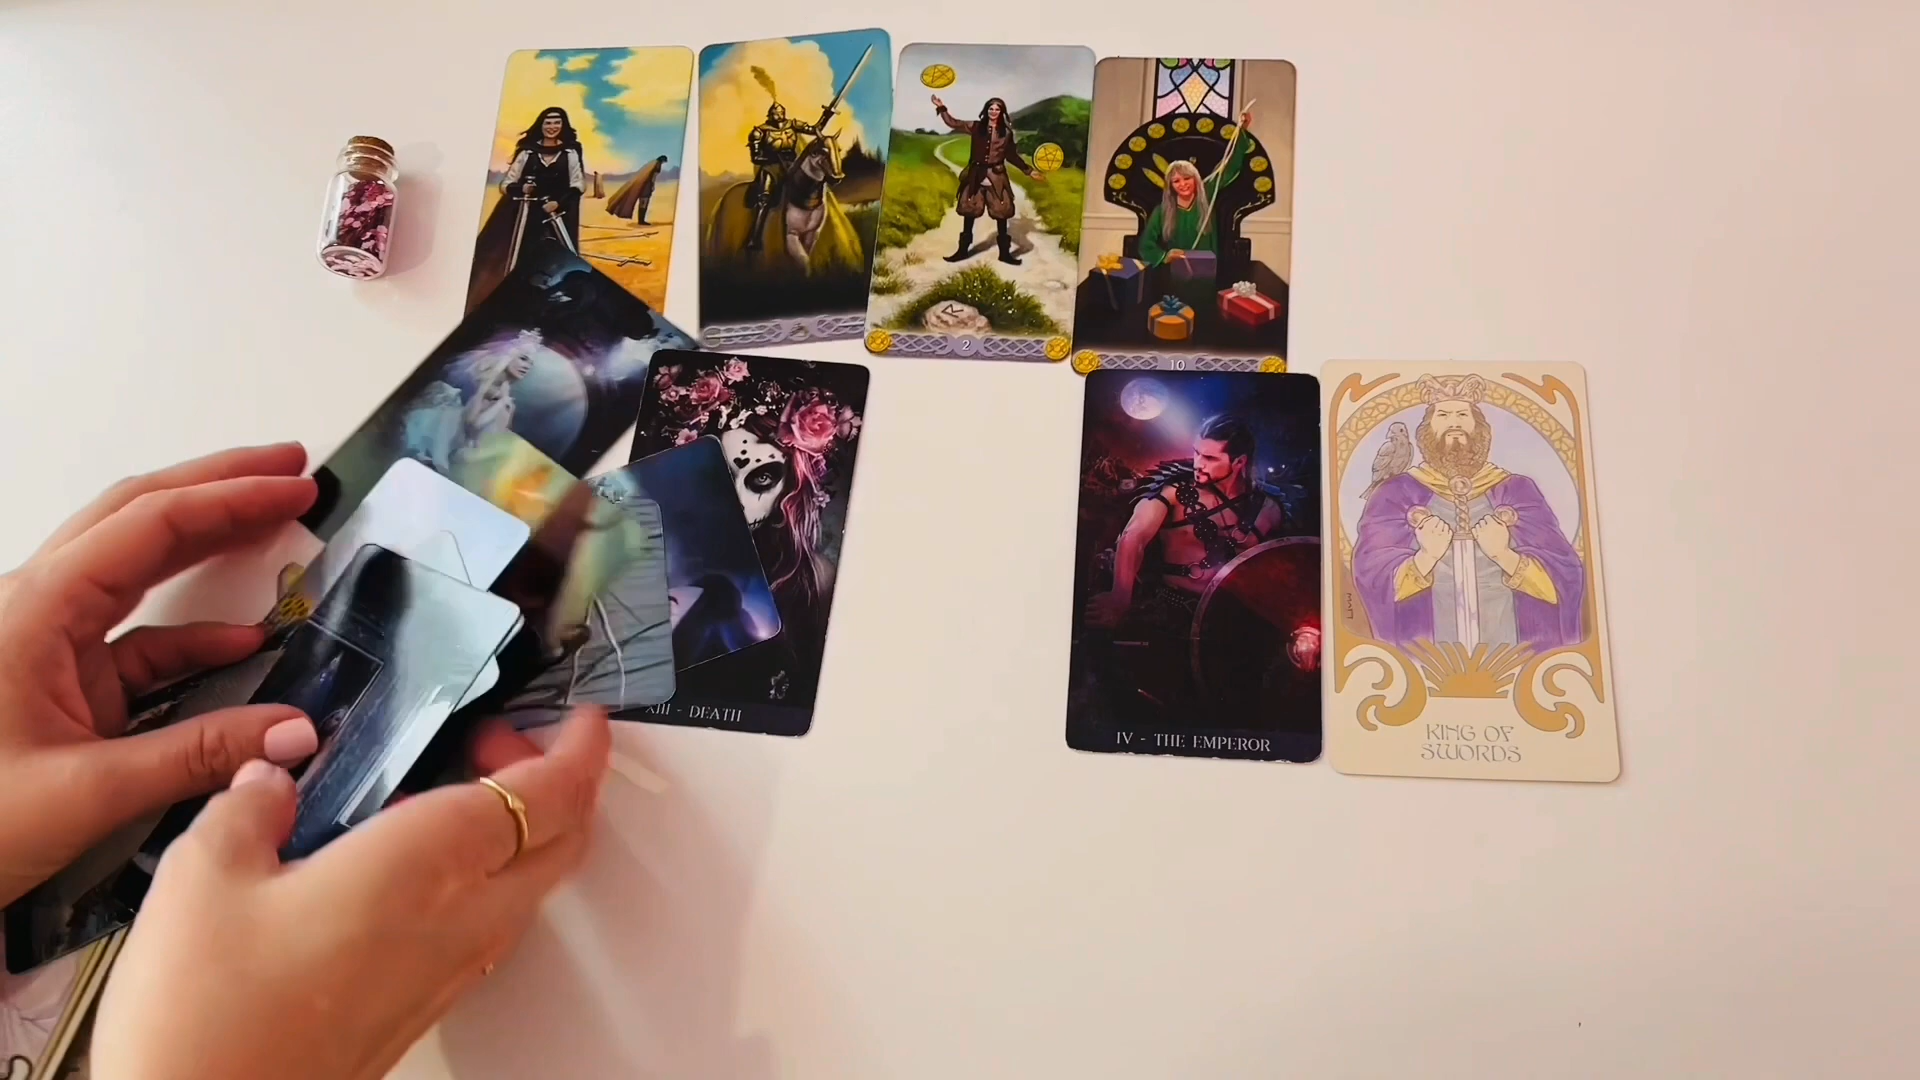 2
10
XIII - DEATH
IV - THE EMPEROR
KING OF
SWORDS